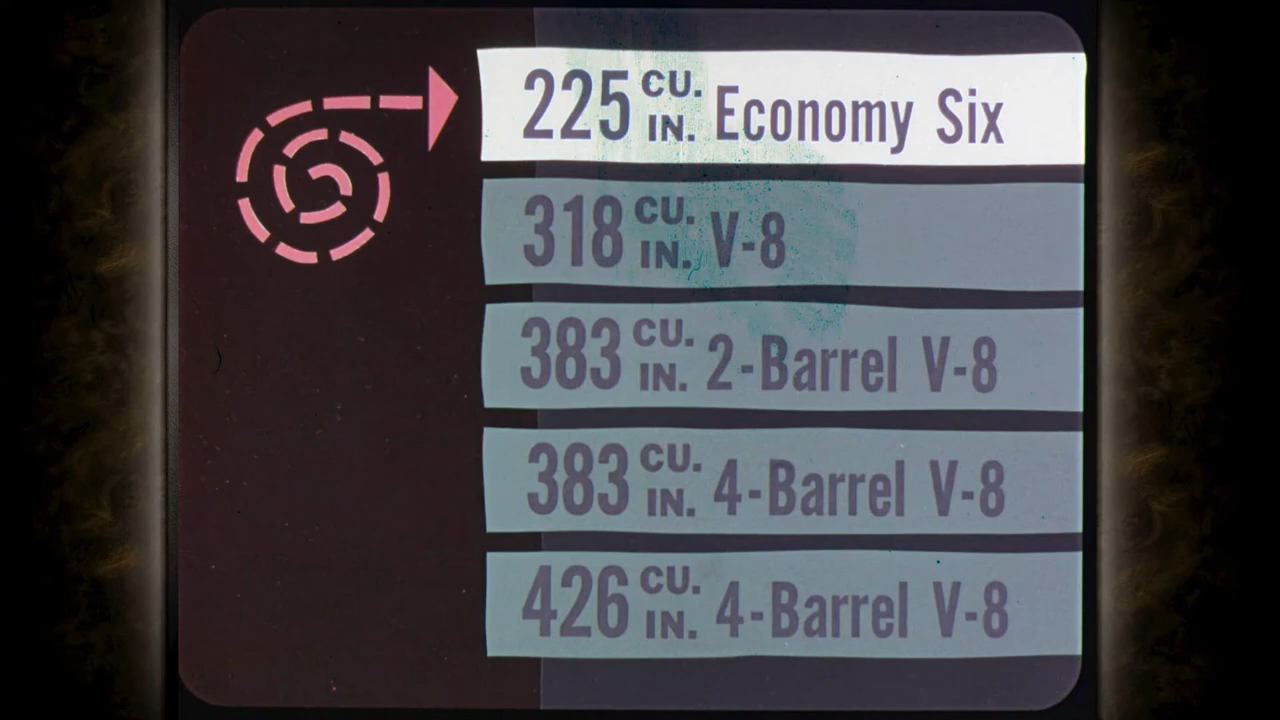 225 CU. IN. Economy Six
318 CU. IN. V-8
383 CU. IN. 2-Barrel V-8
383 CU. IN. 4-Barrel V-8
426 CU. IN. 4-Barrel V-8